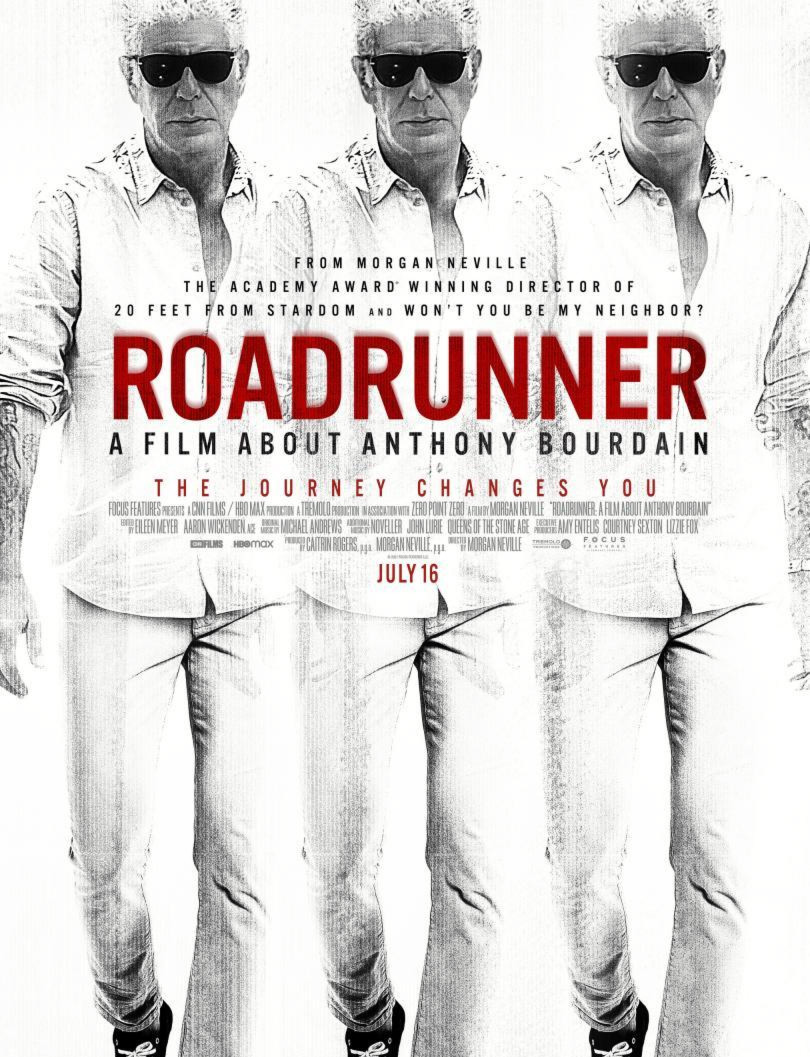 FROM MORGAN NEVILLE
THE ACADEMY AWARD® WINNING DIRECTOR OF
20 FEET FROM STARDOM AND WON'T YOU BE MY NEIGHBOR?
ROADRUNNER
A FILM ABOUT ANTHONY BOURDAIN
THE JOURNEY CHANGES YOU
FOCUS FEATURES PRESENTS A CNN FILMS / HBO MAX PRODUCTION A TREMOLO PRODUCTION IN ASSOCIATION WITH ZERO POINT ZERO A FILM BY MORGAN NEVILLE "ROADRUNNER: A FILM ABOUT ANTHONY BOURDAIN"
EDITED BY EILEEN MEYER AARON WICKENDEN, ACE ORIGINAL MUSIC BY MICHAEL ANDREWS ADDITIONAL MUSIC BY NOVELLER JOHN LURIE QUEENS OF THE STONE AGE EXECUTIVE PRODUCERS AMY ENTELIS COURTNEY SEXTON LIZZIE FOX
CNN FILMS HBOMAX PRODUCED BY CAITRIN ROGERS, p.g.a. MORGAN NEVILLE, p.g.a. DIRECTED BY MORGAN NEVILLE TREMOLO PRODUCTIONS FOCUS FEATURES
JULY 16